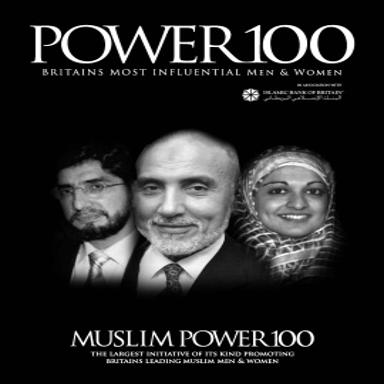 POWER100
BRITAINS MOST INFLUENTIAL MEN & WOMEN
IN ASSOCIATION WITH
ISLAMIC BANK OF BRITAIN
MUSLIM POWER100
THE LARGEST INITIATIVE OF ITS KIND PROMOTING
BRITAINS LEADING MUSLIM MEN & WOMEN